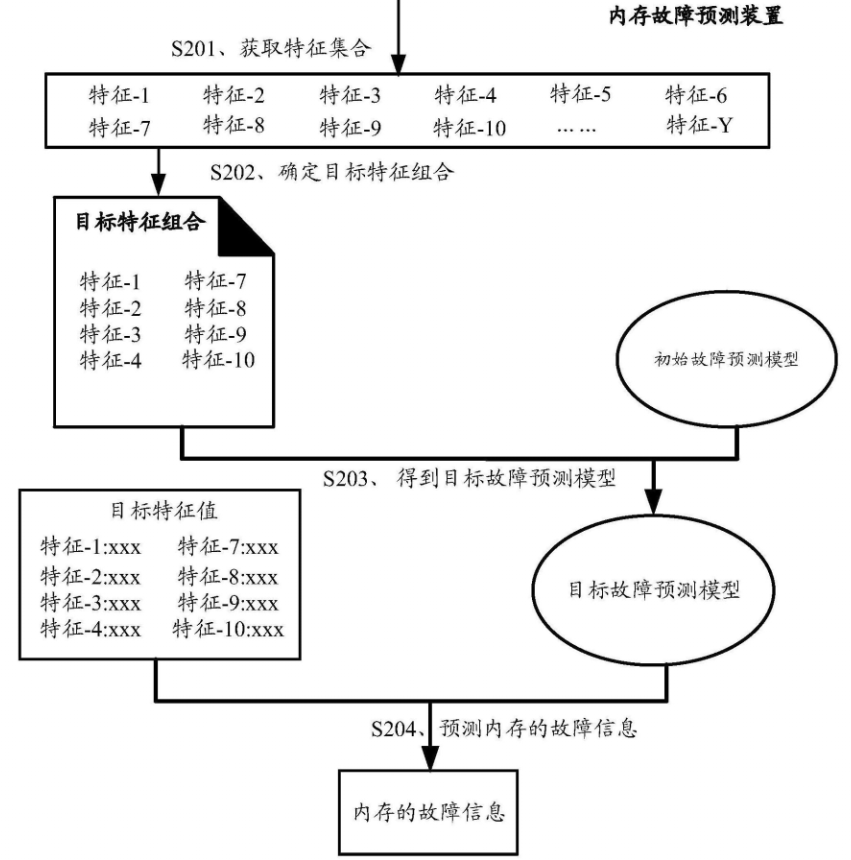 内存故障预测装置
S201、获取特征集合
特征-1 特征-2 特征-3 特征-4 特征-5 特征-6
特征-7 特征-8 特征-9 特征-10 …… 特征-Y
S202、确定目标特征组合
目标特征组合
特征-1 特征-7
特征-2 特征-8
特征-3 特征-9
特征-4 特征-10
初始故障预测模型
S203、 得到目标故障预测模型
目标特征值
特征-1:xxx 特征-7:xxx
特征-2:xxx 特征-8:xxx
特征-3:xxx 特征-9:xxx
特征-4:xxx 特征-10:xxx
目标故障预测模型
S204、预测内存的故障信息
内存的故障信息